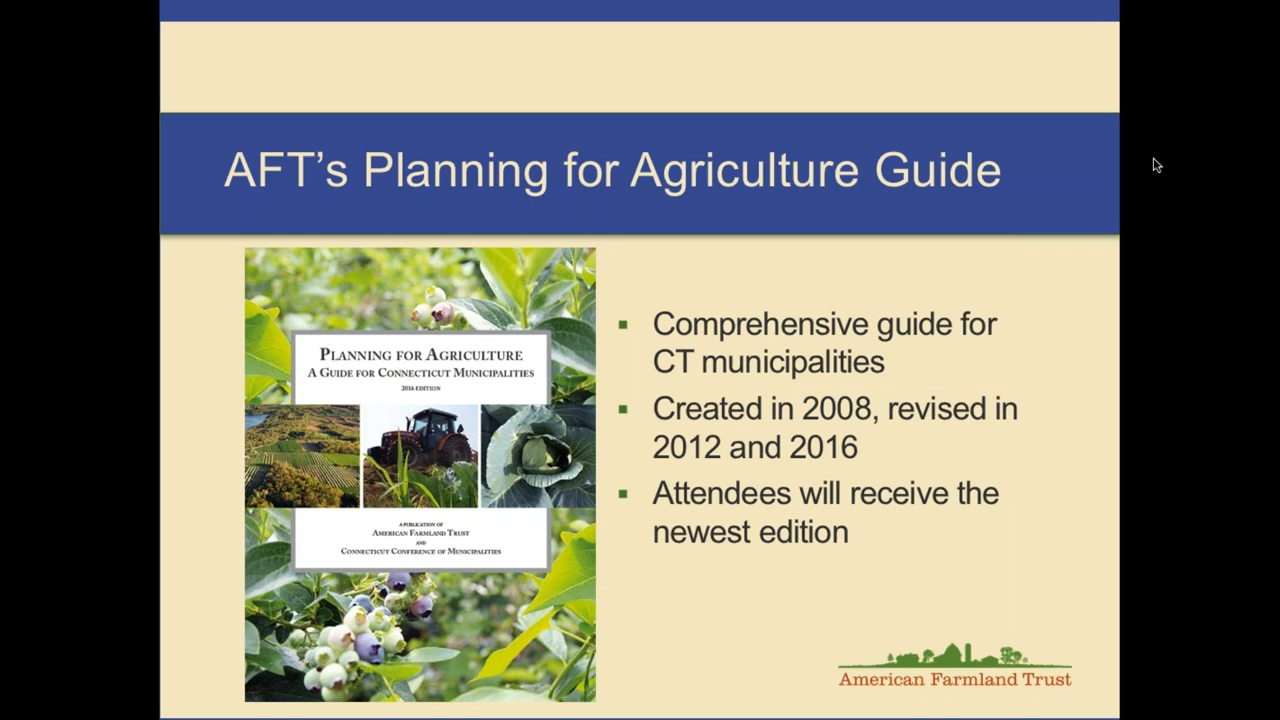 AFT’s Planning for Agriculture Guide
PLANNING FOR AGRICULTURE
A GUIDE FOR CONNECTICUT MUNICIPALITIES
2016 EDITION
A PUBLICATION OF
AMERICAN FARMLAND TRUST
AND
CONNECTICUT CONFERENCE OF MUNICIPALITIES
Comprehensive guide for
CT municipalities
Created in 2008, revised in
2012 and 2016
Attendees will receive the
newest edition
American Farmland Trust